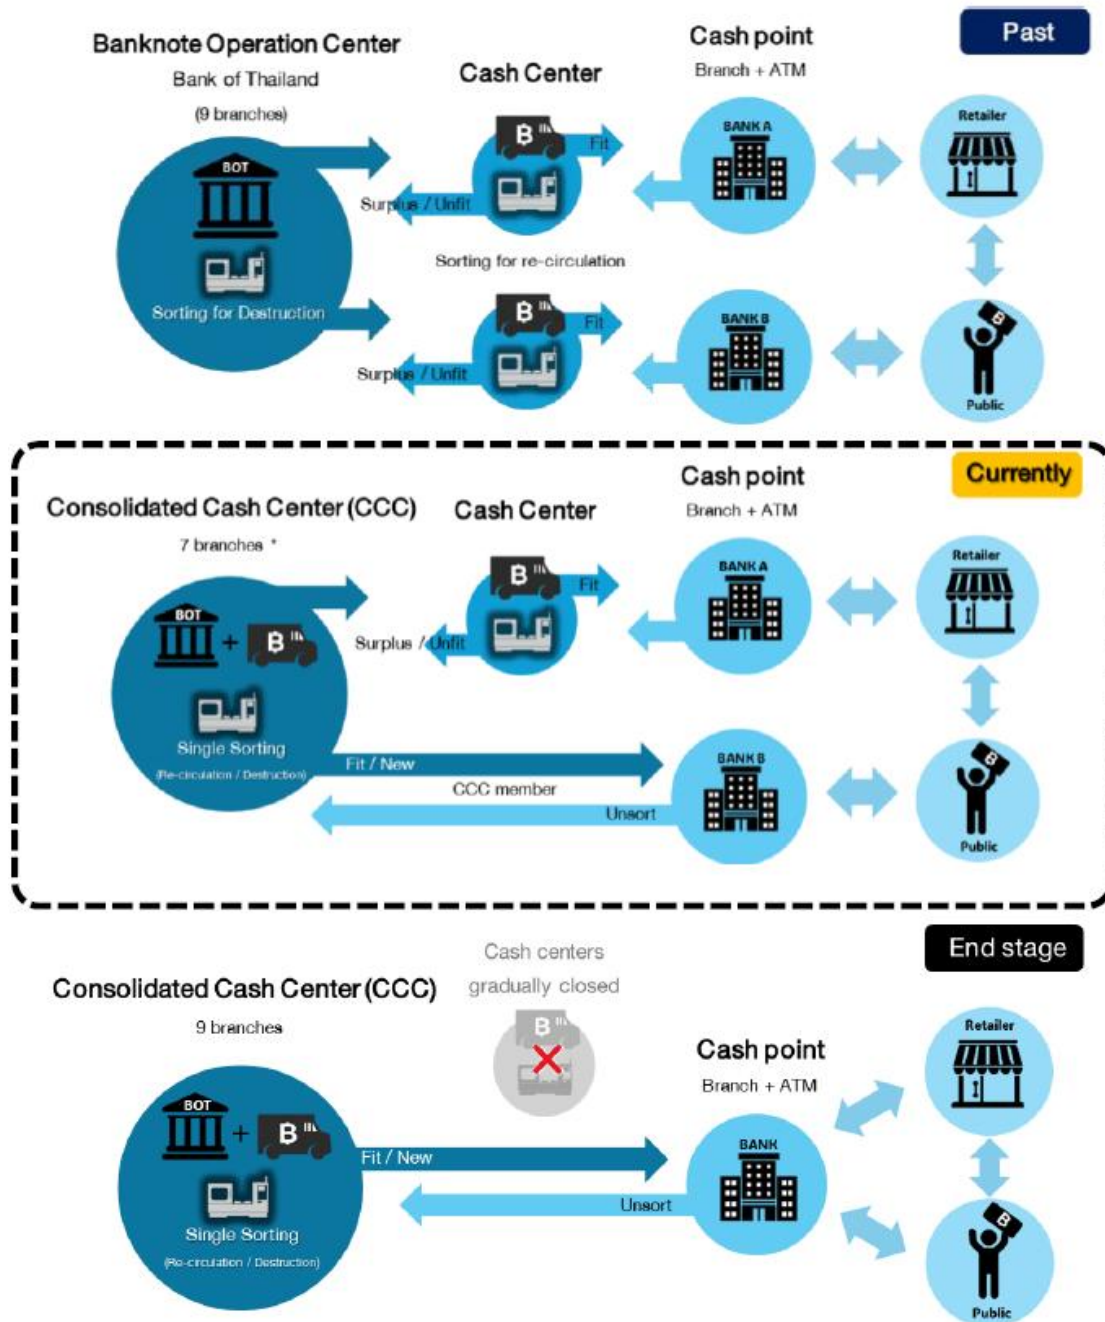 Past
Banknote Operation Center
Bank of Thailand
(9 branches)
Cash Center
Cash point
Branch + ATM
BOT
Sorting for Destruction
Surplus / Unfit
฿
Fit
BANK A
Retailer
Sorting for re-circulation
Surplus / Unfit
฿
Fit
BANK B
฿
Public
Currently
Consolidated Cash Center (CCC)
7 branches *
Cash Center
Cash point
Branch + ATM
BOT
+
฿
Single Sorting
(Re-circulation / Destruction)
Surplus / Unfit
฿
Fit
BANK A
Retailer
Fit / New
CCC member
Unsort
BANK B
฿
Public
End stage
Cash centers
gradually closed
฿
Consolidated Cash Center (CCC)
9 branches
Cash point
Branch + ATM
BOT
+
฿
Single Sorting
(Re-circulation / Destruction)
Fit / New
Unsort
BANK
Retailer
฿
Public